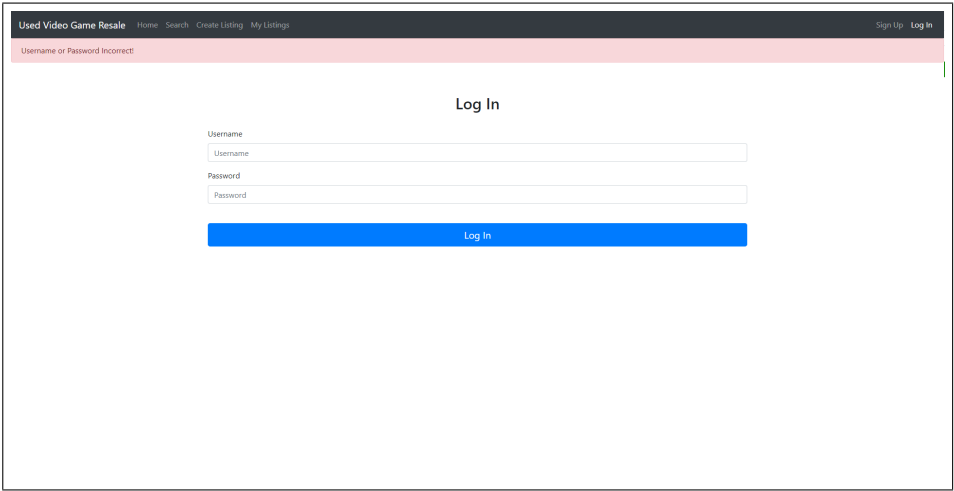 Used Video Game Resale Home Search Create Listing My Listings Sign Up Log In
Username or Password Incorrect!
Log In
Username
Username
Password
Password
Log In